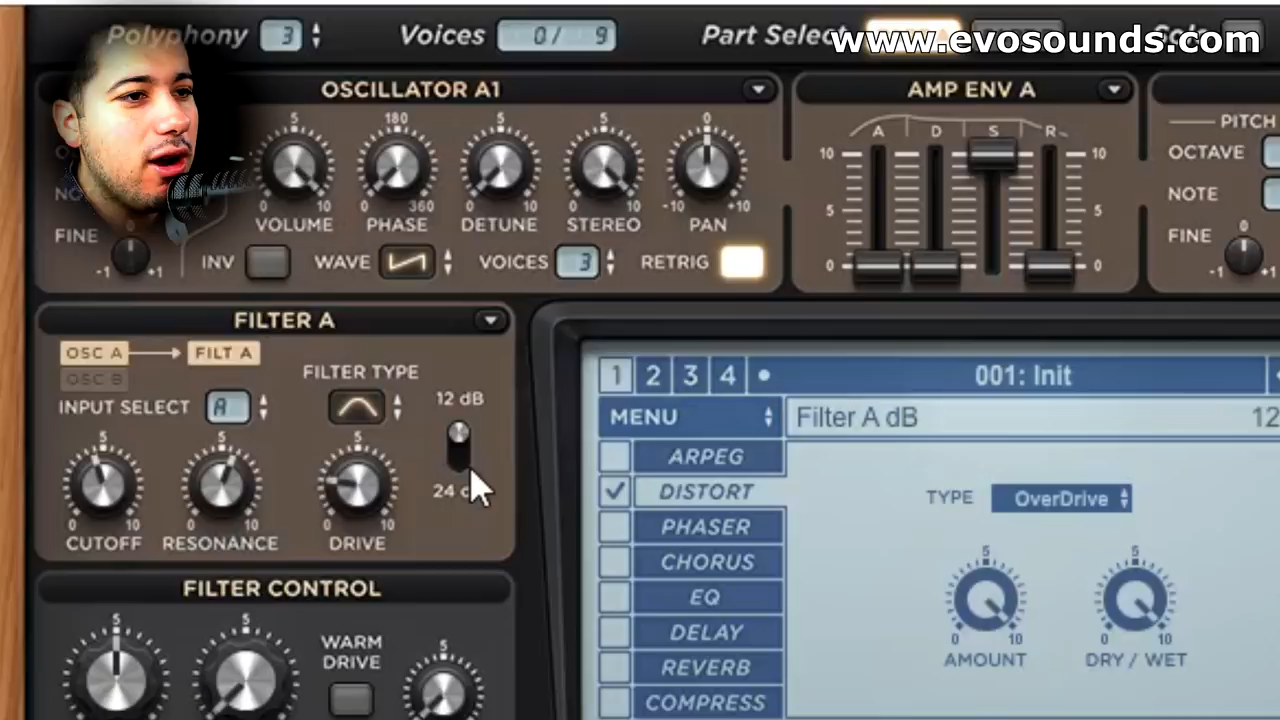 www.evosounds.com
Polyphony 3 Voices 0/ 9 Part Select
OSCILLATOR A1
AMP ENV A
5 180 5 5 0
0 10 0 360 0 10 0 10 -10 +10
VOLUME PHASE DETUNE STEREO PAN
FINE 0 -1 +1
INV WAVE VOICES 3 RETRIG
A D S R
10 10
5 5
0 0
PITCH
OCTAVE
NOTE
FINE 0 -1 +1
FILTER A
OSC A FILT A
OSC B
FILTER TYPE
INPUT SELECT A
12 dB
24 d
5 5 5
0 10 0 10 0 10
CUTOFF RESONANCE DRIVE
FILTER CONTROL
5 5 5
WARM
DRIVE
1 2 3 4 001: Init
MENU Filter A dB 12
ARPEG
DISTORT
PHASER
CHORUS
EQ
DELAY
REVERB
COMPRESS
TYPE OverDrive
5 5
0 10 0 10
AMOUNT DRY / WET